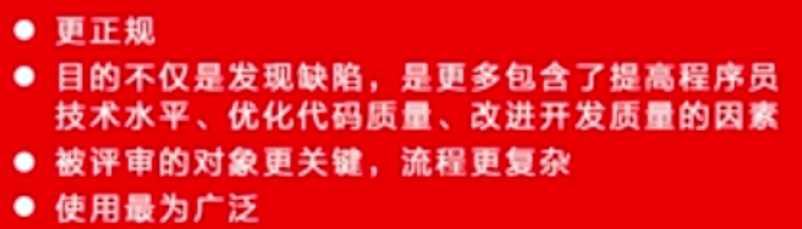 ● 更正规
● 目的不仅是发现缺陷，是更多包含了提高程序员
技术水平、优化代码质量、改进开发质量的因素
● 被评审的对象更关键，流程更复杂
● 使用最为广泛